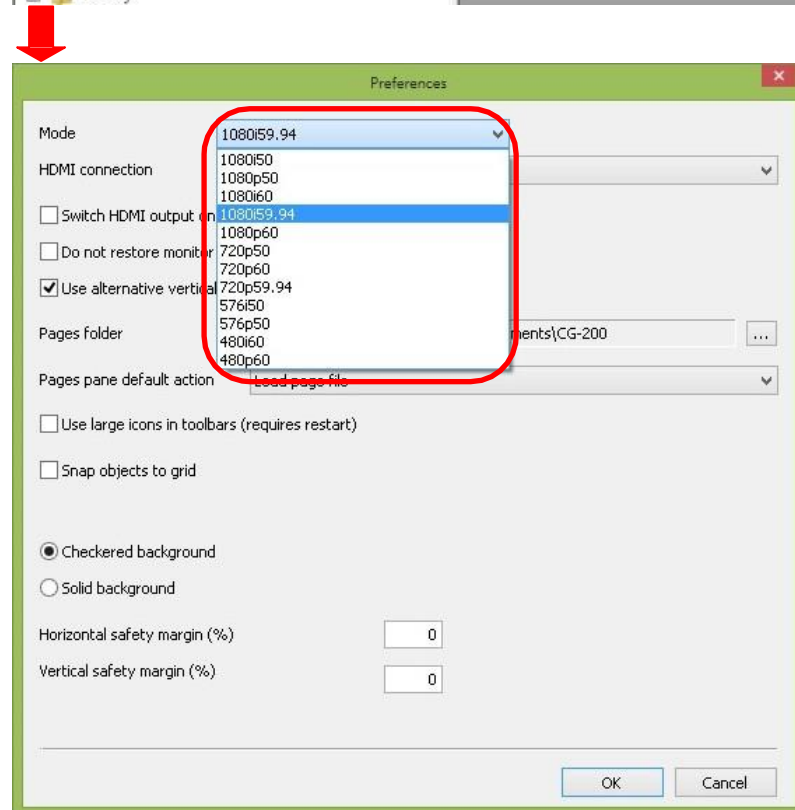 Preferences
Mode
1080i59.94
1080i50
1080p50
HDMI connection
1080i60
Switch HDMI output on
1080i59.94
1080p60
Do not restore monitor
720p50
720p60
Use alternative vertical
720p59.94
576i50
576p50
Pages folder
ments\CG-200
...
480i60
480p60
Pages pane default action
Load page file
Use large icons in toolbars (requires restart)
Snap objects to grid
Checkered background
Solid background
Horizontal safety margin (%)
0
Vertical safety margin (%)
0
OK
Cancel